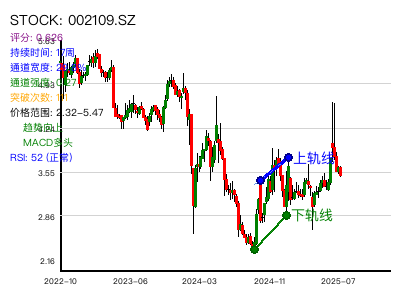 STOCK: 002109.SZ
评分: 0.626
持续时间: 17周
通道宽度:
通道强度:
突破次数:
价格范围: 2.32-5.47
趋势向上
MACD多头
RSI: 52 (正常)
上轨线
下轨线
3.55
2.86
2.16
2022-10
2023-06
2024-03
2024-11
2025-07